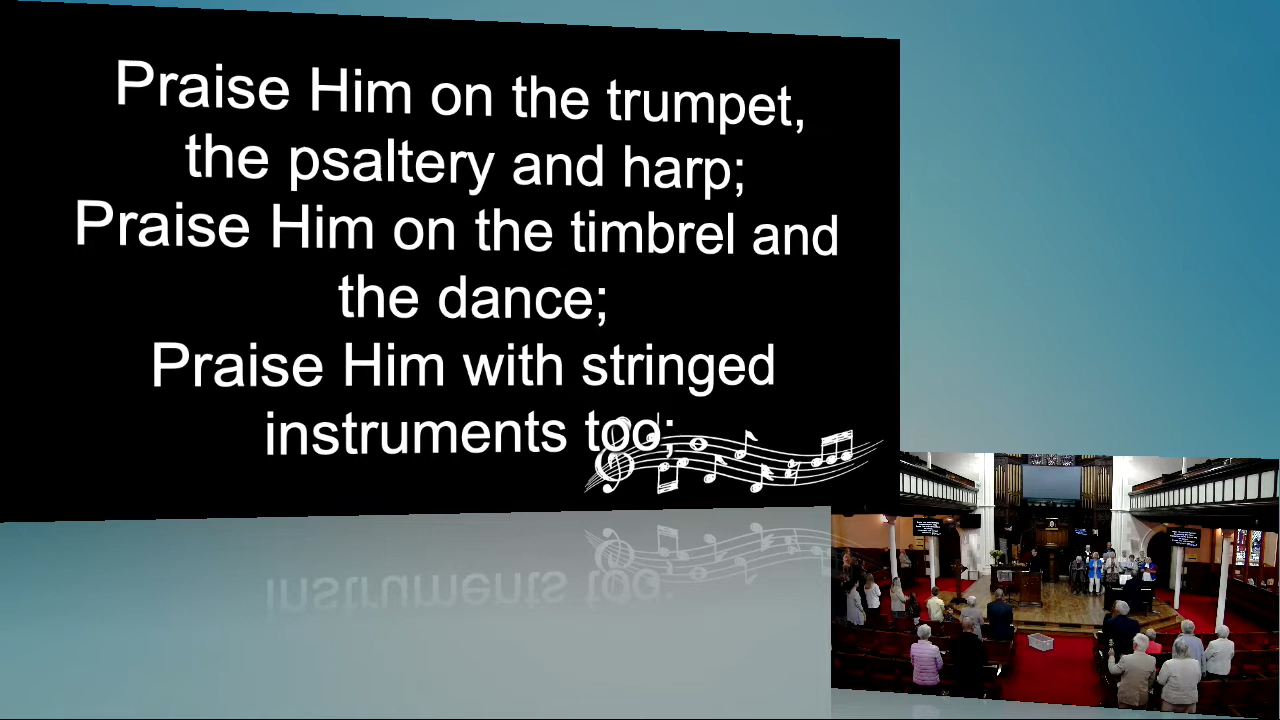 Praise Him on the trumpet,
the psaltery and harp;
Praise Him on the timbrel and
the dance;
Praise Him with stringed
instruments too;